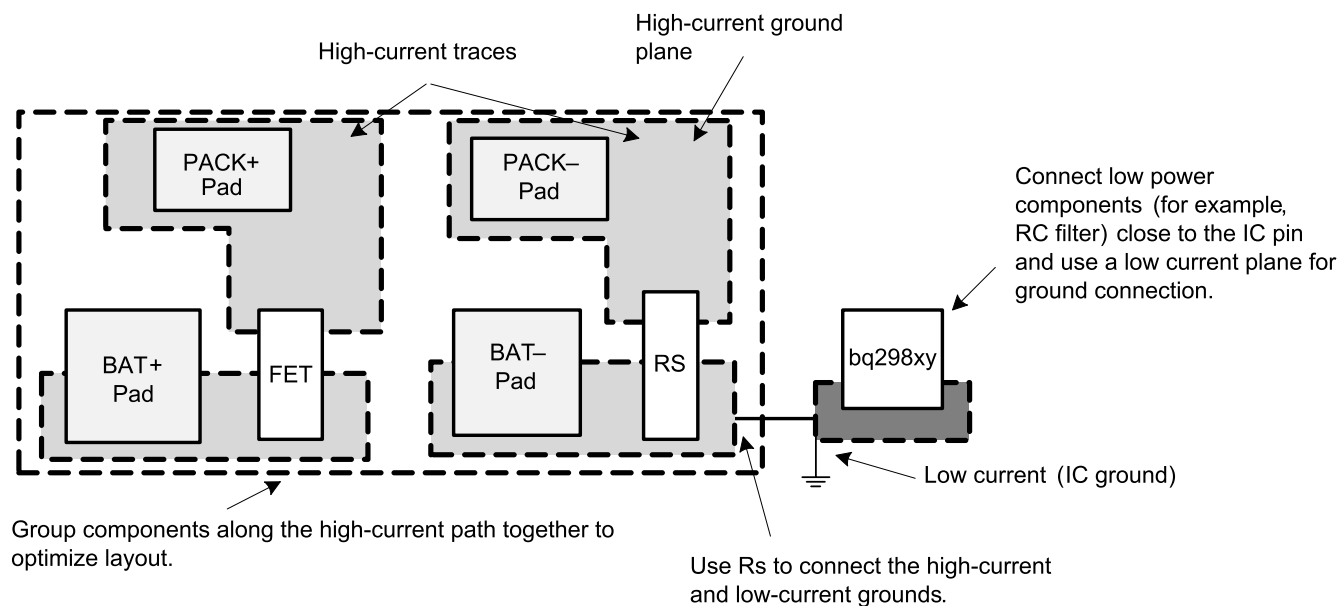 High-current ground
plane
High-current traces
PACK+
Pad
PACK–
Pad
Connect low power
components (for example,
RC filter) close to the IC pin
and use a low current plane for
ground connection.
BAT+
Pad
FET
BAT–
Pad
RS
bq298xy
Low current (IC ground)
Group components along the high-current path together to
optimize layout.
Use Rs to connect the high-current
and low-current grounds.